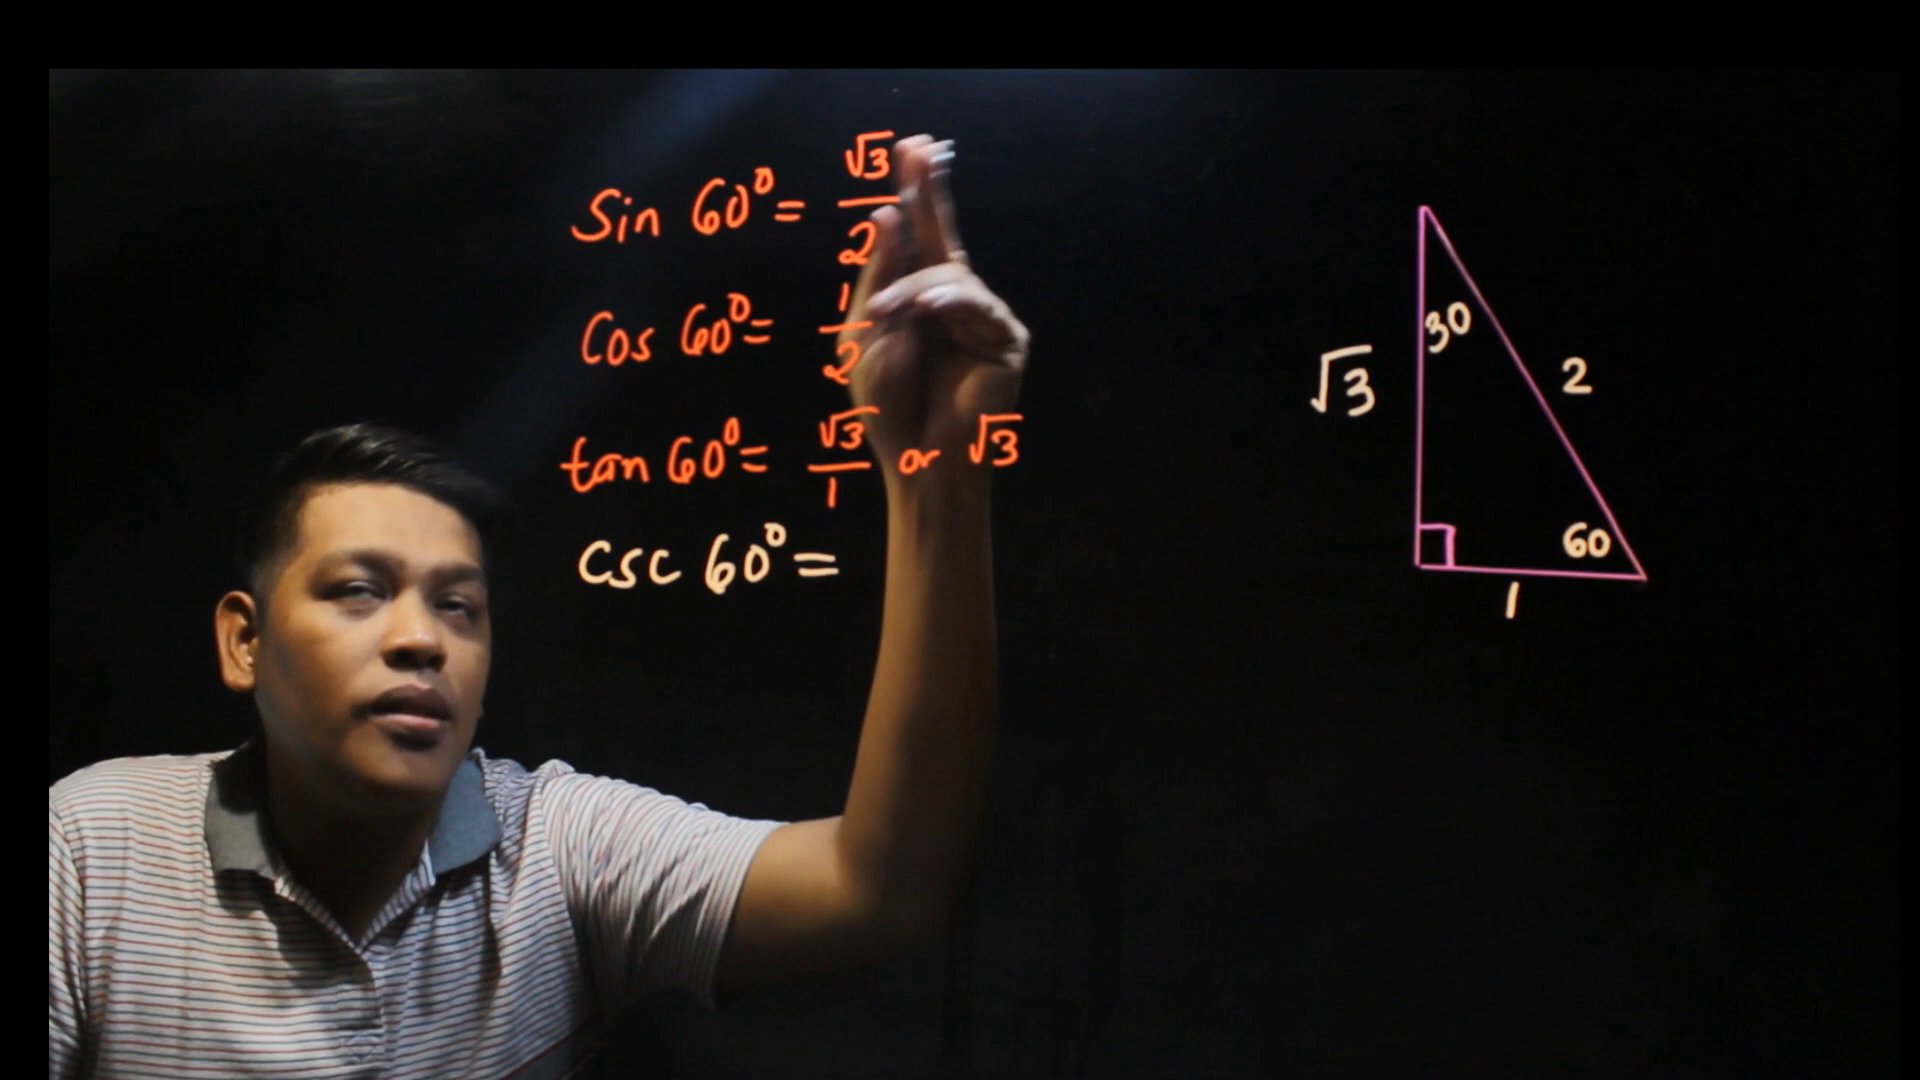 Sin 60° = √3/2
Cos 60° = 1/2
tan 60° = √3/1 or √3
Csc 60° =
30
√3
2
60
1